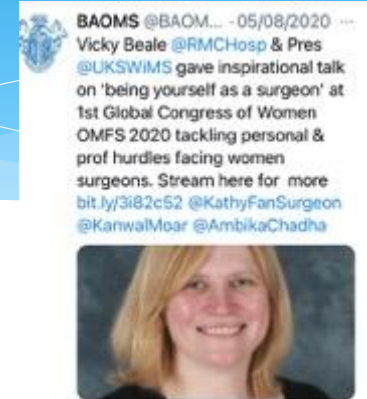 BAOMS @BAOM... · 05/08/2020 ···
Vicky Beale @RMCHosp & Pres
@UKSWiMS gave inspirational talk
on 'being yourself as a surgeon' at
1st Global Congress of Women
OMFS 2020 tackling personal &
prof hurdles facing women
surgeons. Stream here for more
bit.ly/3i82c52 @KathyFanSurgeon
@KanwalMoar @AmbikaChadha